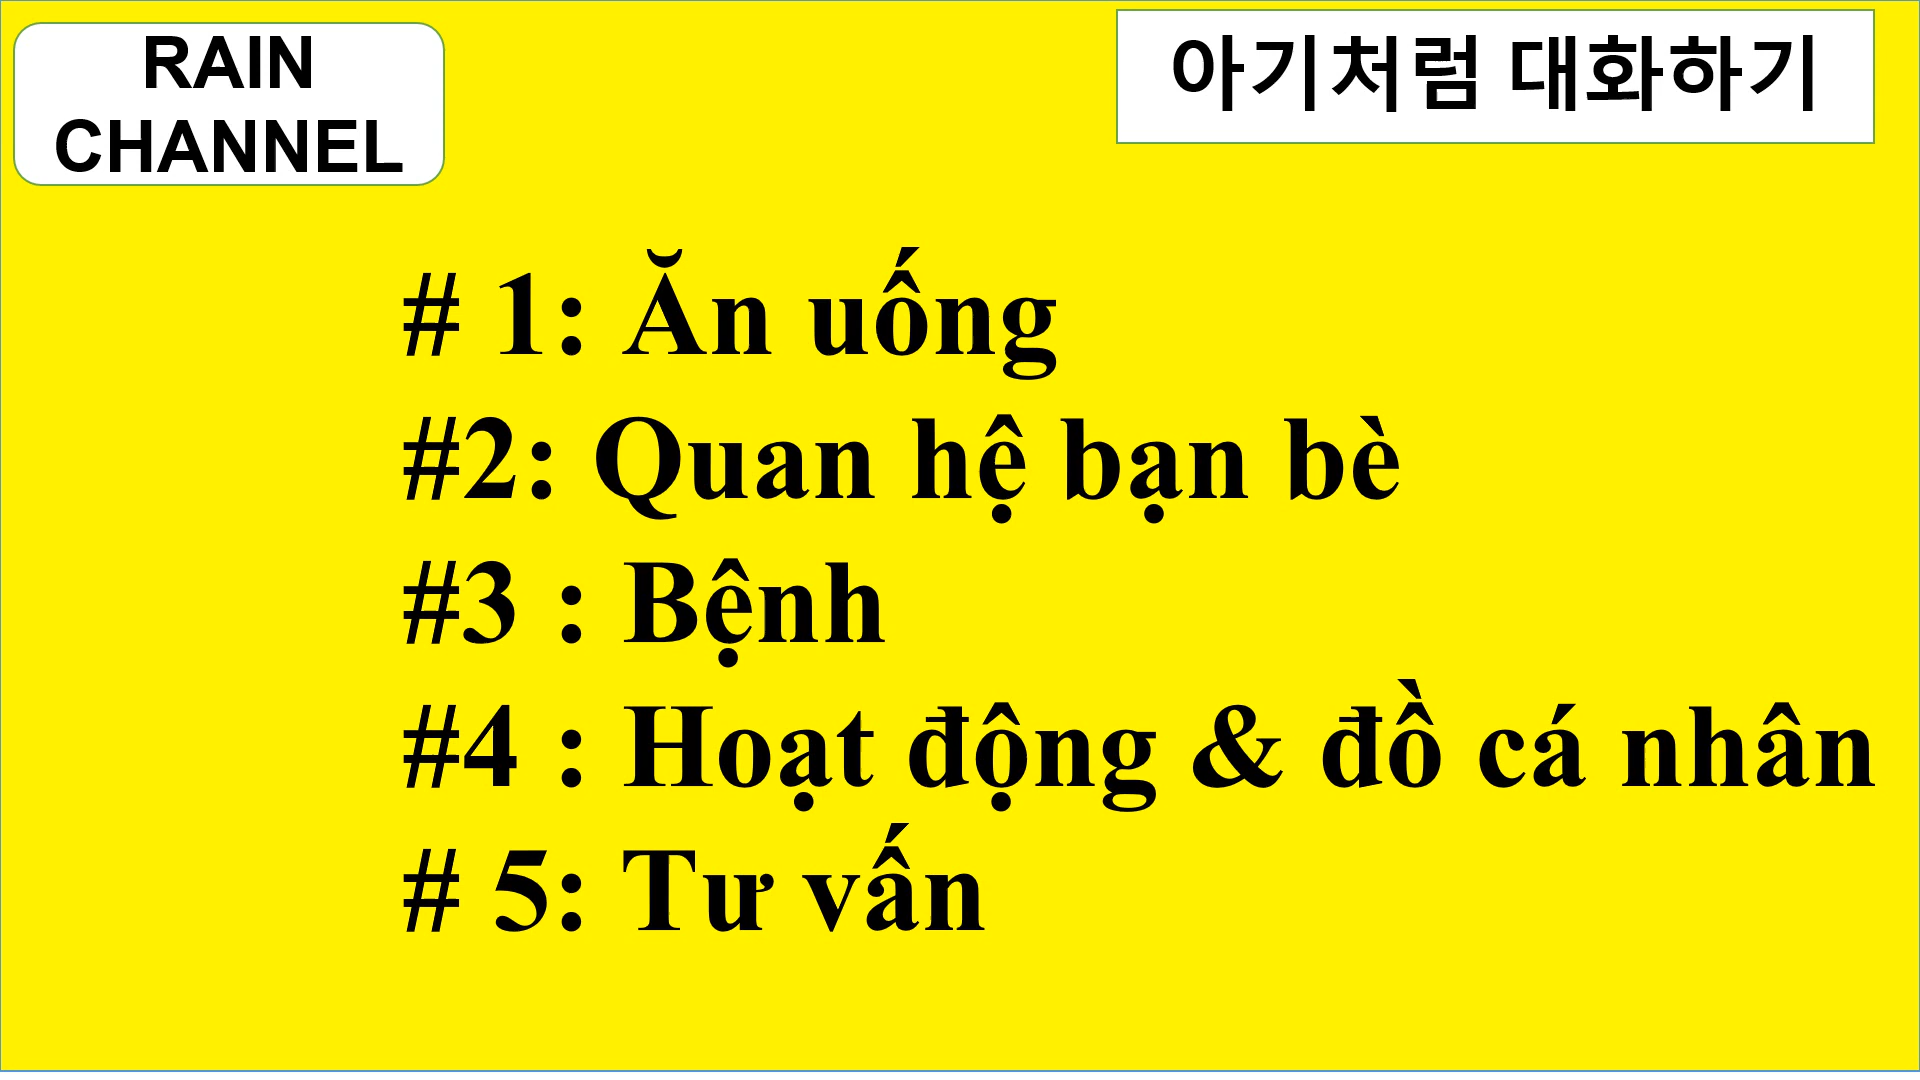 RAIN
CHANNEL
아기처럼 대화하기
# 1: Ăn uống
#2: Quan hệ bạn bè
#3 : Bệnh
#4 : Hoạt động & đồ cá nhân
# 5: Tư vấn